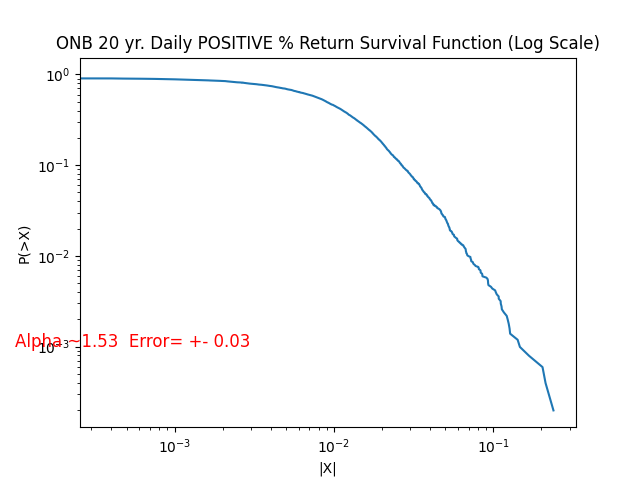 ONB 20 yr. Daily POSITIVE % Return Survival Function (Log Scale)
10^0
10^-1
10^-2
10^-3
Alpha~1.53 Error= +- 0.03
P(>X)
10^-3 10^-2 10^-1
|X|